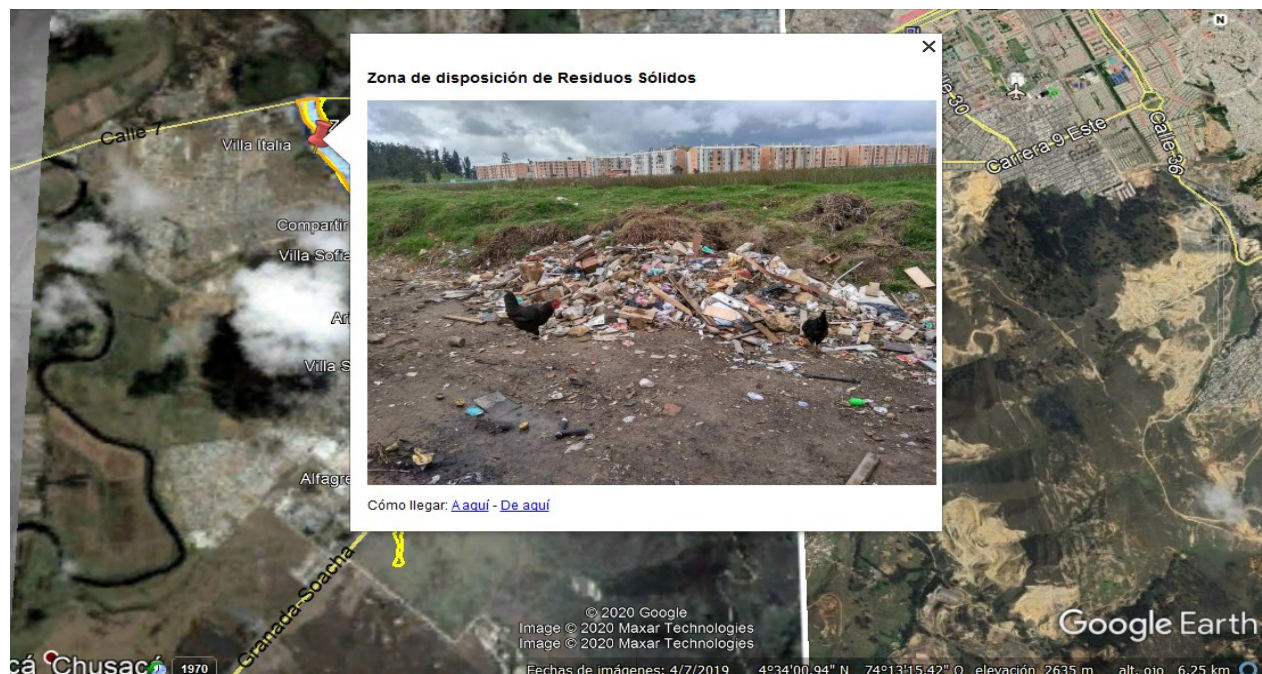 N
Zona de disposición de Residuos Sólidos
Calle 7
Villa Italia
Calle 36
Carrera 9 Este
Compartir
Villa Sofia
Villa S
Alfagre
Cómo llegar: A aquí - De aquí
Granada-Soacha
© 2020 Google
Image © 2020 Maxar Technologies
Image © 2020 Maxar Technologies
Google Earth
cá Chusacá
1970
Fechas de imágenes: 4/7/2019 4°34'00.94" N 74°13'15.42" O elevación 2635 m alt. ojo 6.25 km